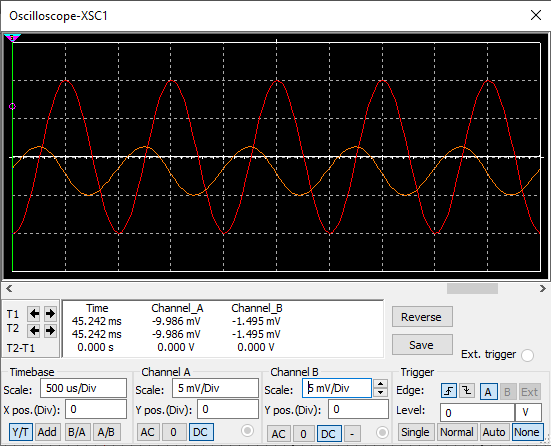 Oscilloscope-XSC1
T1
T2
T2-T1
Time Channel_A Channel_B
45.242 ms -9.986 mV -1.495 mV
45.242 ms -9.986 mV -1.495 mV
0.000 s 0.000 V 0.000 V
Reverse
Save
Ext. trigger
Timebase
Scale: 500 us/Div
X pos.(Div): 0
Y/T Add B/A A/B
Channel A
Scale: 5 mV/Div
Y pos.(Div): 0
AC 0 DC
Channel B
Scale: 5 mV/Div
Y pos.(Div): 0
AC 0 DC -
Trigger
Edge: A B Ext
Level: 0 V
Single Normal Auto None